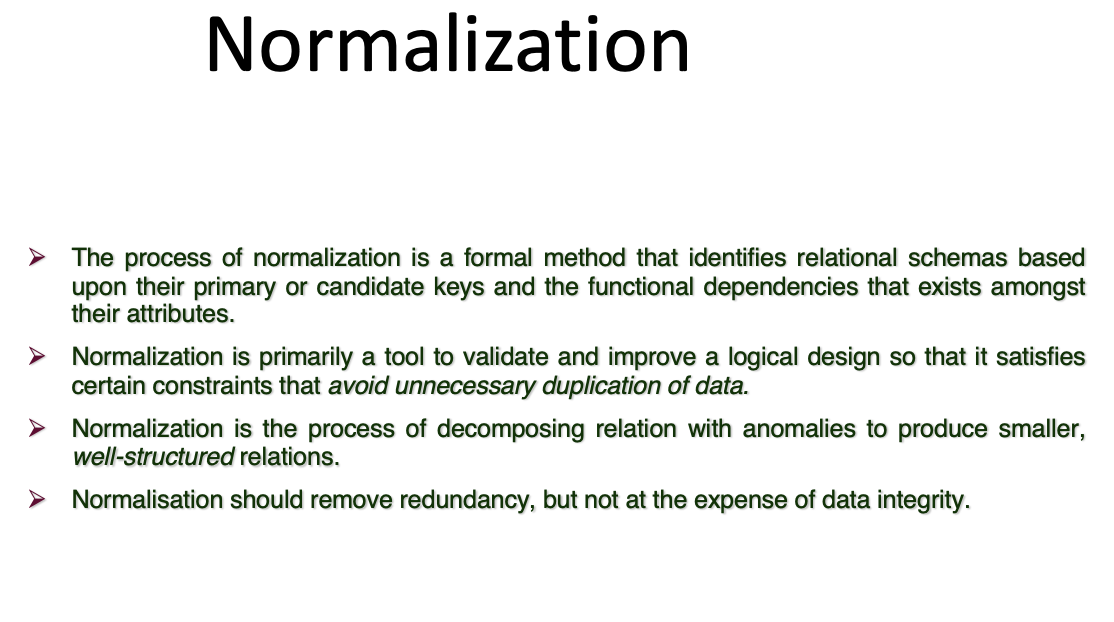 Normalization
The process of normalization is a formal method that identifies relational schemas based
upon their primary or candidate keys and the functional dependencies that exists amongst
their attributes.
Normalization is primarily a tool to validate and improve a logical design so that it satisfies
certain constraints that avoid unnecessary duplication of data.
Normalization is the process of decomposing relation with anomalies to produce smaller,
well-structured relations.
Normalisation should remove redundancy, but not at the expense of data integrity.